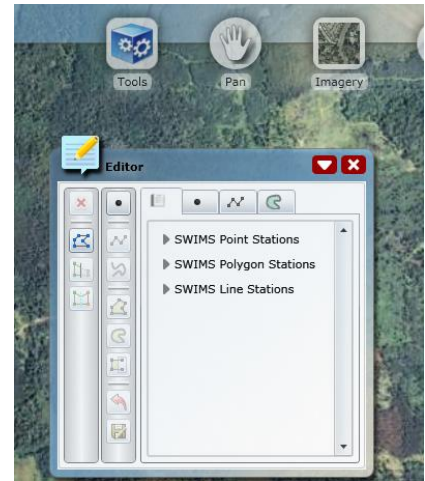 Tools
Pan
Imagery
Editor
SWIMS Point Stations
SWIMS Polygon Stations
SWIMS Line Stations